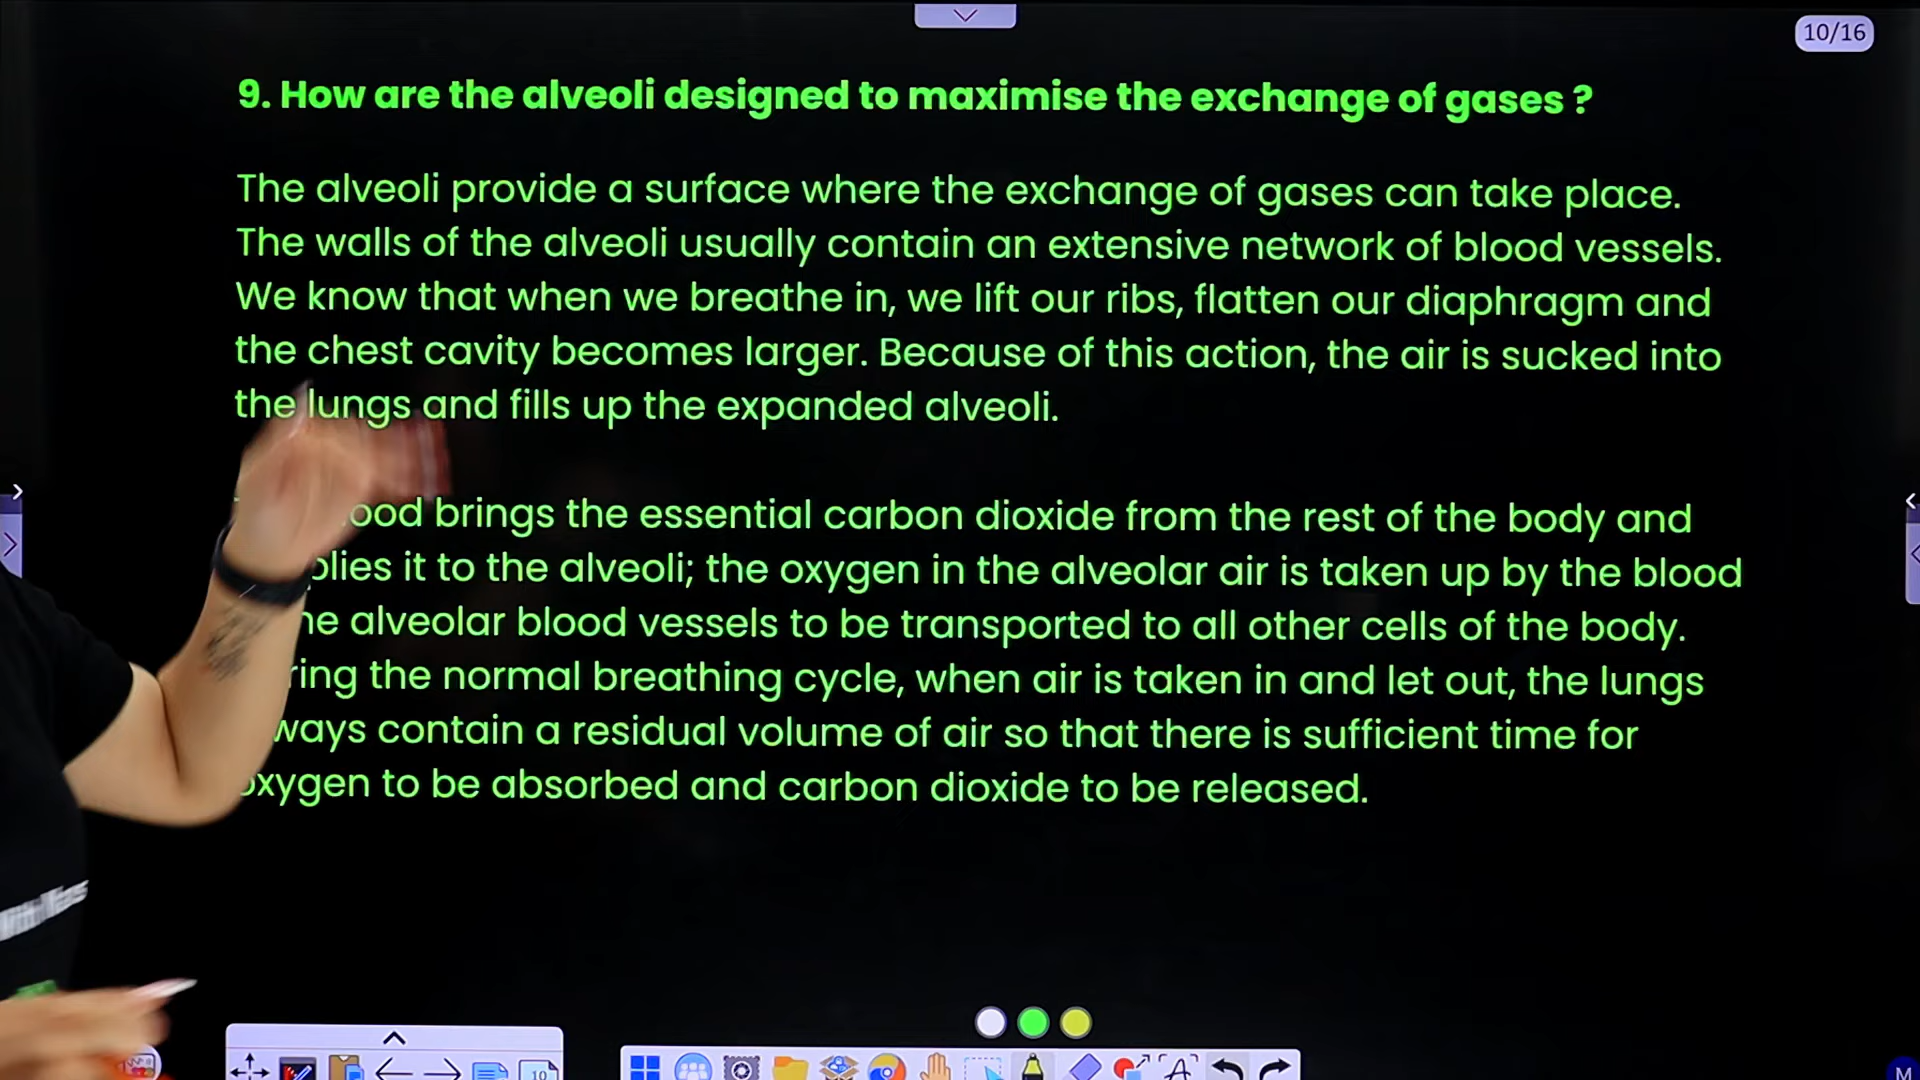 10/16
9. How are the alveoli designed to maximise the exchange of gases ?
The alveoli provide a surface where the exchange of gases can take place.
The walls of the alveoli usually contain an extensive network of blood vessels.
We know that when we breathe in, we lift our ribs, flatten our diaphragm and
the chest cavity becomes larger. Because of this action, the air is sucked into
the lungs and fills up the expanded alveoli.
brings the essential carbon dioxide from the rest of the body and
it to the alveoli; the oxygen in the alveolar air is taken up by the blood
alveolar blood vessels to be transported to all other cells of the body.
the normal breathing cycle, when air is taken in and let out, the lungs
contain a residual volume of air so that there is sufficient time for
oxygen to be absorbed and carbon dioxide to be released.
10
M